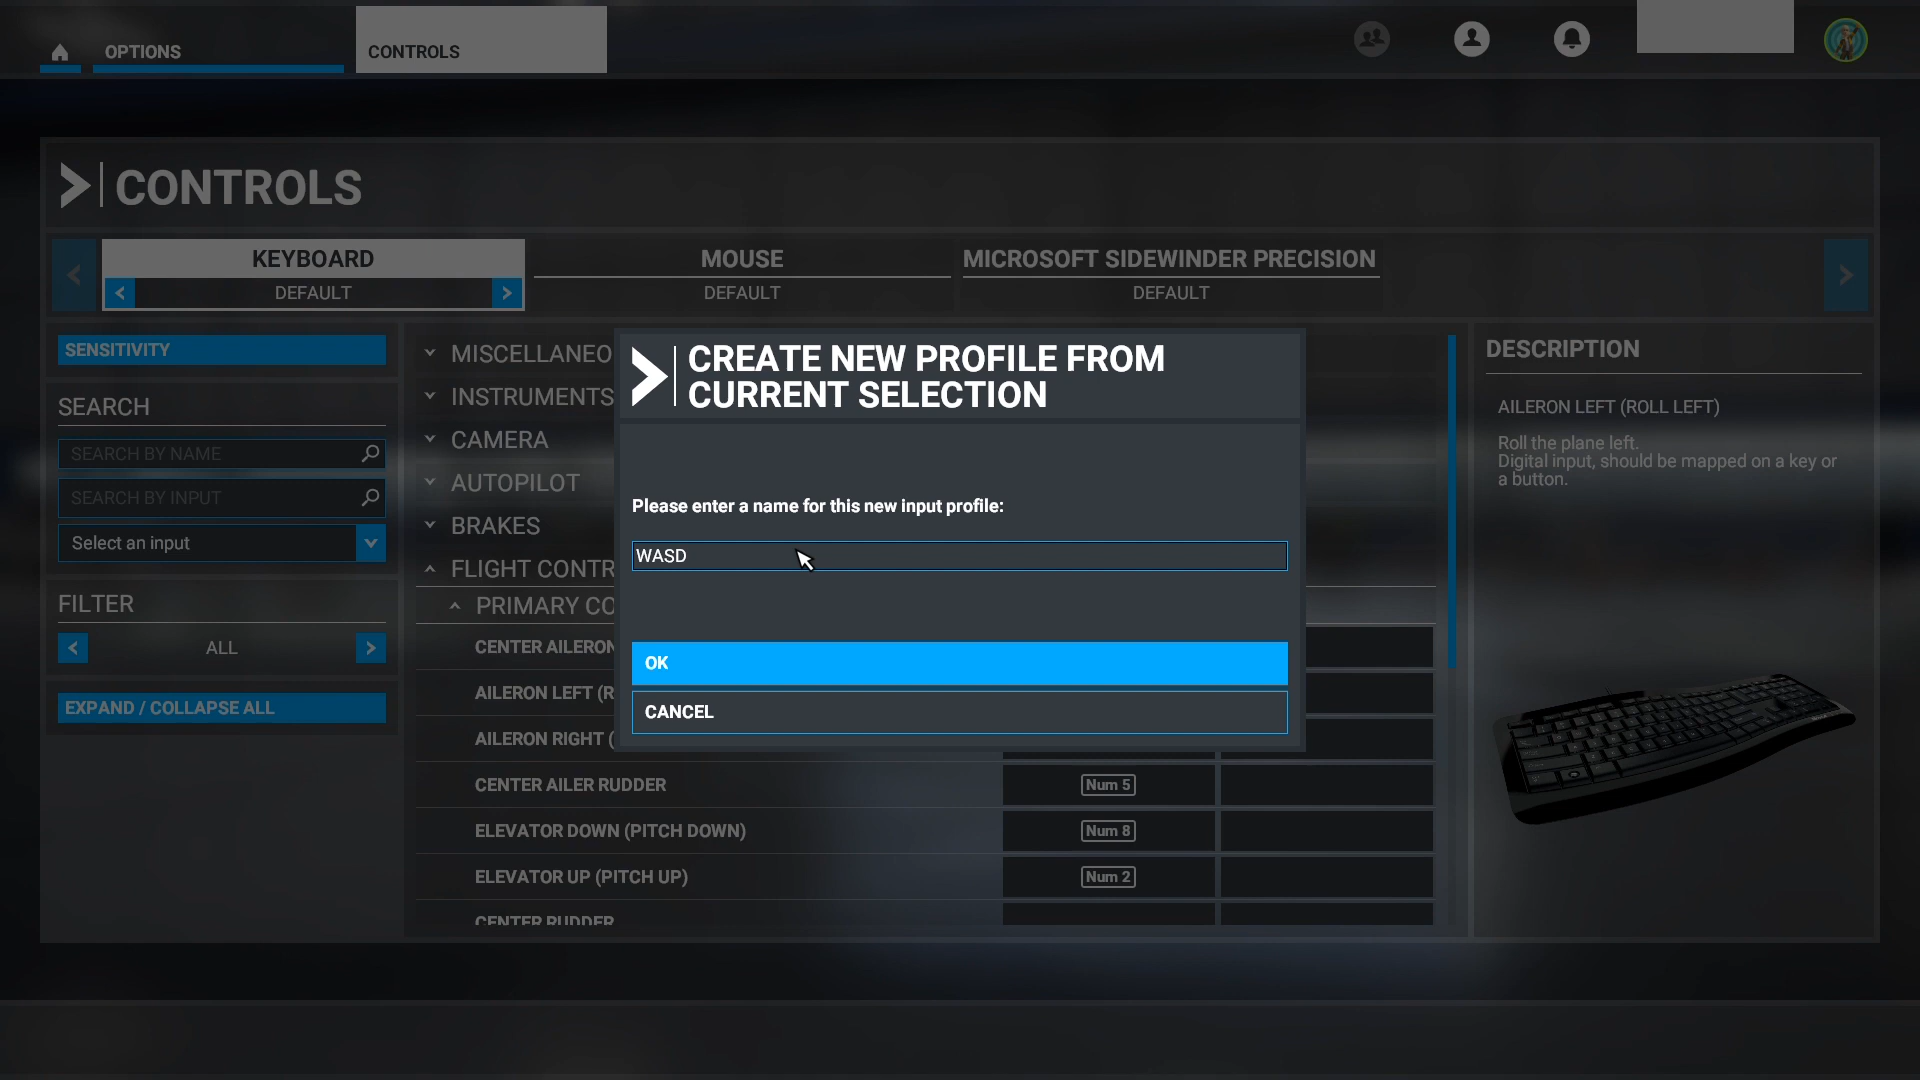 OPTIONS
CONTROLS
CONTROLS
KEYBOARD
DEFAULT
MOUSE
DEFAULT
MICROSOFT SIDEWINDER PRECISION
DEFAULT
SENSITIVITY
SEARCH
SEARCH BY NAME
SEARCH BY INPUT
Select an input
FILTER
ALL
EXPAND / COLLAPSE ALL
MISCELLANEO
INSTRUMENTS
CAMERA
AUTOPILOT
BRAKES
FLIGHT CONTR
PRIMARY CO
CENTER AILERON
AILERON LEFT (R
AILERON RIGHT (
CENTER AILER RUDDER
Num 5
ELEVATOR DOWN (PITCH DOWN)
Num 8
ELEVATOR UP (PITCH UP)
Num 2
CENTER RUDDER
CREATE NEW PROFILE FROM
CURRENT SELECTION
Please enter a name for this new input profile:
WASD
OK
CANCEL
DESCRIPTION
AILERON LEFT (ROLL LEFT)
Roll the plane left.
Digital input, should be mapped on a key or
a button.